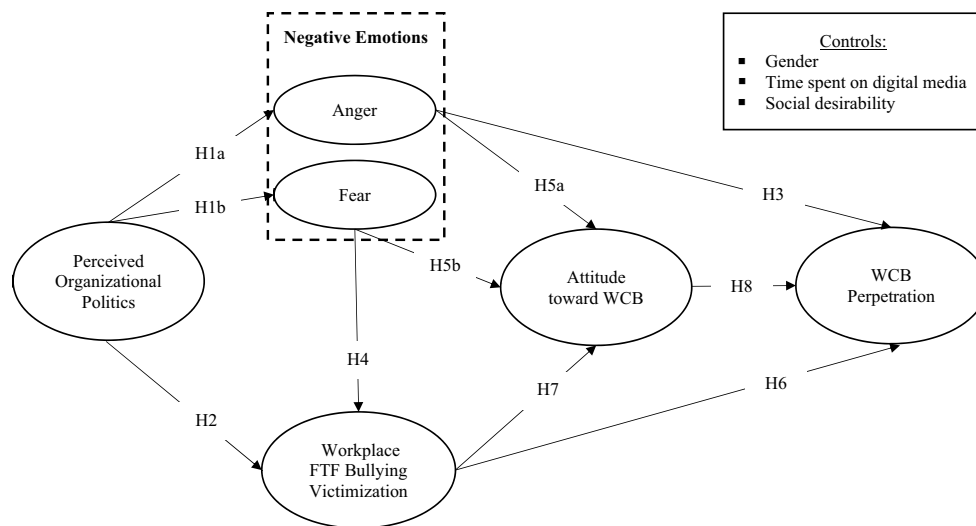 Negative Emotions
Controls:
▪ Gender
▪ Time spent on digital media
▪ Social desirability
Anger
H1a
Fear
H5a
H3
H1b
Perceived
Organizational
Politics
H5b
Attitude
toward WCB
H8
WCB
Perpetration
H4
H7
H6
H2
Workplace
FTF Bullying
Victimization